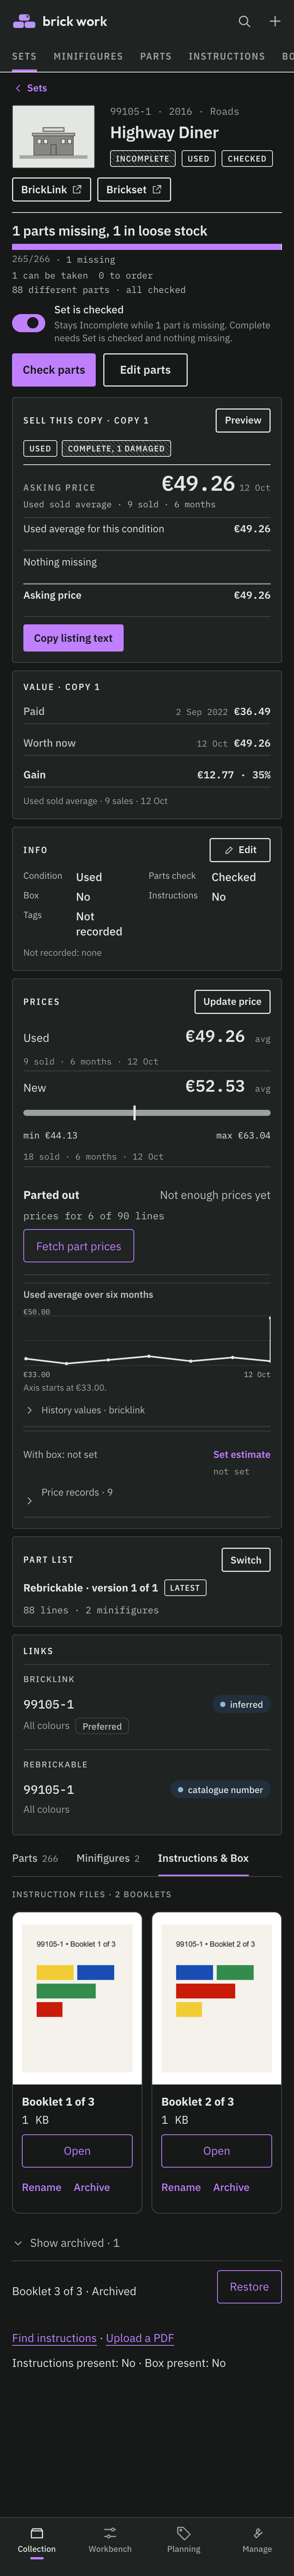 brick work
SETS MINIFIGURES PARTS INSTRUCTIONS BO
Sets
99105-1 · 2016 · Roads
Highway Diner
INCOMPLETE USED CHECKED
BrickLink Brickset
1 parts missing, 1 in loose stock
265/266 · 1 missing
1 can be taken 0 to order
88 different parts · all checked
Set is checked
Stays Incomplete while 1 part is missing. Complete
needs Set is checked and nothing missing.
Check parts Edit parts
SELL THIS COPY · COPY 1 Preview
USED COMPLETE, 1 DAMAGED
ASKING PRICE €49.26 12 Oct
Used sold average · 9 sold · 6 months
Used average for this condition €49.26
Nothing missing
Asking price €49.26
Copy listing text
VALUE · COPY 1
Paid 2 Sep 2022 €36.49
Worth now 12 Oct €49.26
Gain €12.77 · 35%
Used sold average · 9 sales · 12 Oct
INFO Edit
Condition Used Parts check Checked
Box No Instructions No
Tags Not
recorded
Not recorded: none
PRICES Update price
Used €49.26 avg
9 sold · 6 months · 12 Oct
New €52.53 avg
min €44.13 max €63.04
18 sold · 6 months · 12 Oct
Parted out Not enough prices yet
prices for 6 of 90 lines
Fetch part prices
Used average over six months
€50.00
€33.00 12 Oct
Axis starts at €33.00.
History values · bricklink
With box: not set Set estimate
not set
Price records · 9
PART LIST Switch
Rebrickable · version 1 of 1 LATEST
88 lines · 2 minifigures
LINKS
BRICKLINK
99105-1 inferred
All colours Preferred
REBRICKABLE
99105-1 catalogue number
All colours
Parts 266 Minifigures 2 Instructions & Box
INSTRUCTION FILES · 2 BOOKLETS
99105-1 • Booklet 1 of 3
99105-1 • Booklet 2 of 3
Booklet 1 of 3
1 KB
Open
Rename Archive
Booklet 2 of 3
1 KB
Open
Rename Archive
Show archived · 1
Booklet 3 of 3 · Archived Restore
Find instructions · Upload a PDF
Instructions present: No · Box present: No
Collection Workbench Planning Manage